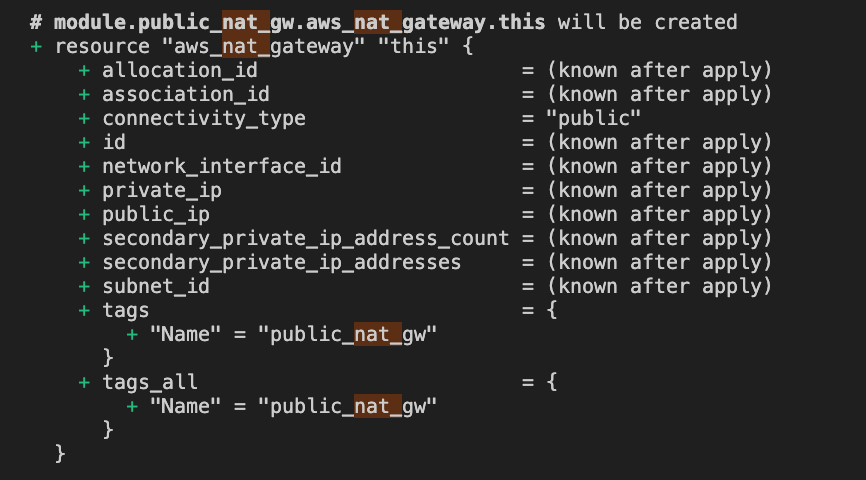 # module.public_nat_gw.aws_nat_gateway.this will be created
+ resource "aws_nat_gateway" "this" {
+ allocation_id = (known after apply)
+ association_id = (known after apply)
+ connectivity_type = "public"
+ id = (known after apply)
+ network_interface_id = (known after apply)
+ private_ip = (known after apply)
+ public_ip = (known after apply)
+ secondary_private_ip_address_count = (known after apply)
+ secondary_private_ip_addresses = (known after apply)
+ subnet_id = (known after apply)
+ tags = {
+ "Name" = "public_nat_gw"
}
+ tags_all = {
+ "Name" = "public_nat_gw"
}
}